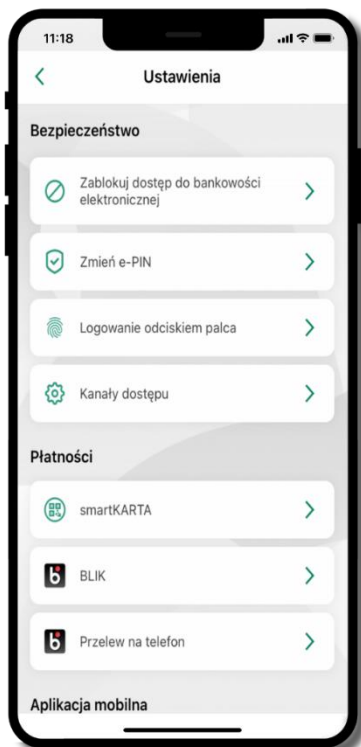 11:18
Ustawienia
Bezpieczeństwo
Zablokuj dostęp do bankowości
elektronicznej
Zmień e-PIN
Logowanie odciskiem palca
Kanały dostępu
Płatności
smartKARTA
BLIK
Przelew na telefon
Aplikacja mobilna